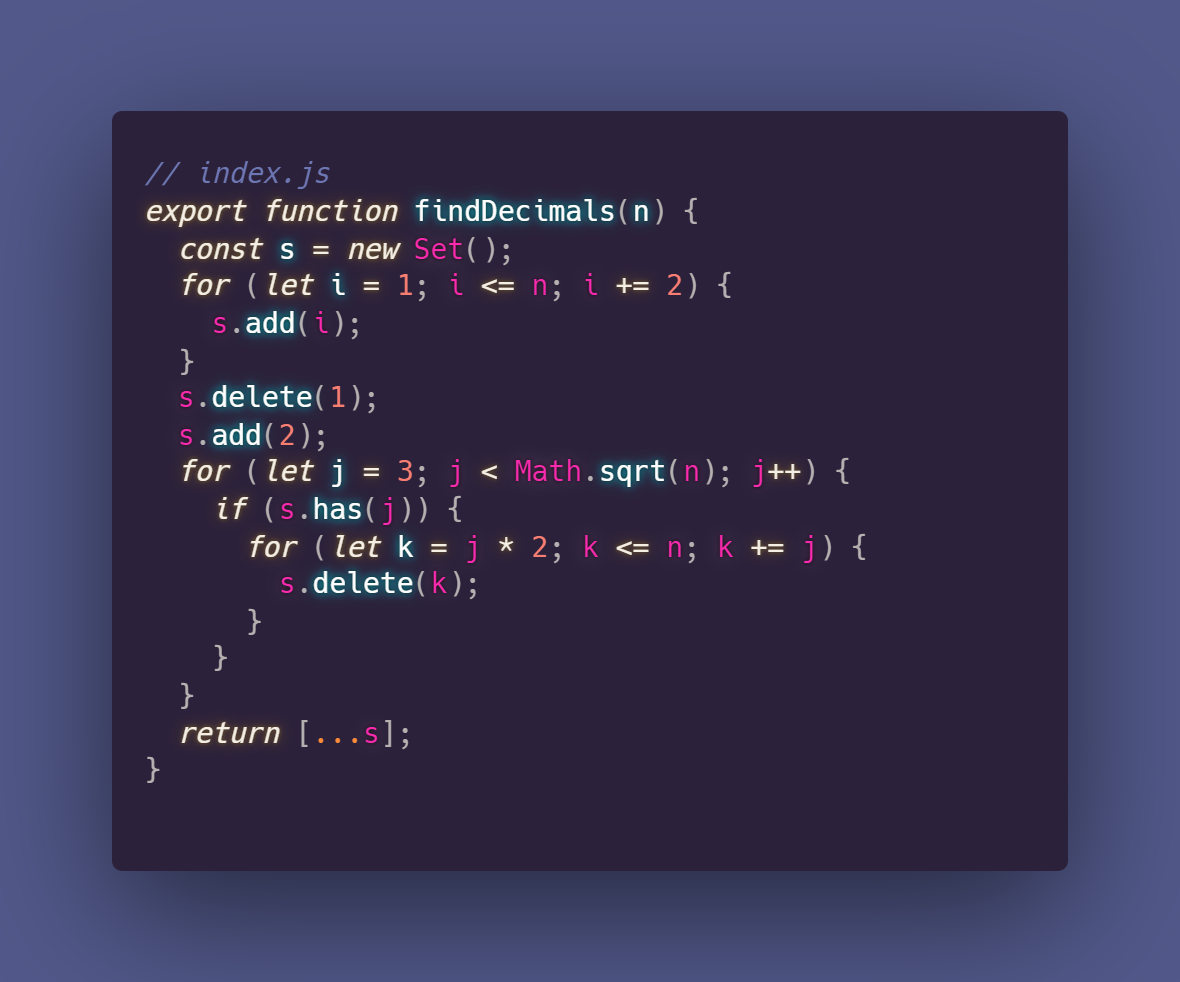 // index.js
export function findDecimals(n) {
  const s = new Set();
  for (let i = 1; i <= n; i += 2) {
    s.add(i);
  }
  s.delete(1);
  s.add(2);
  for (let j = 3; j < Math.sqrt(n); j++) {
    if (s.has(j)) {
      for (let k = j * 2; k <= n; k += j) {
        s.delete(k);
      }
    }
  }
  return [...s];
}